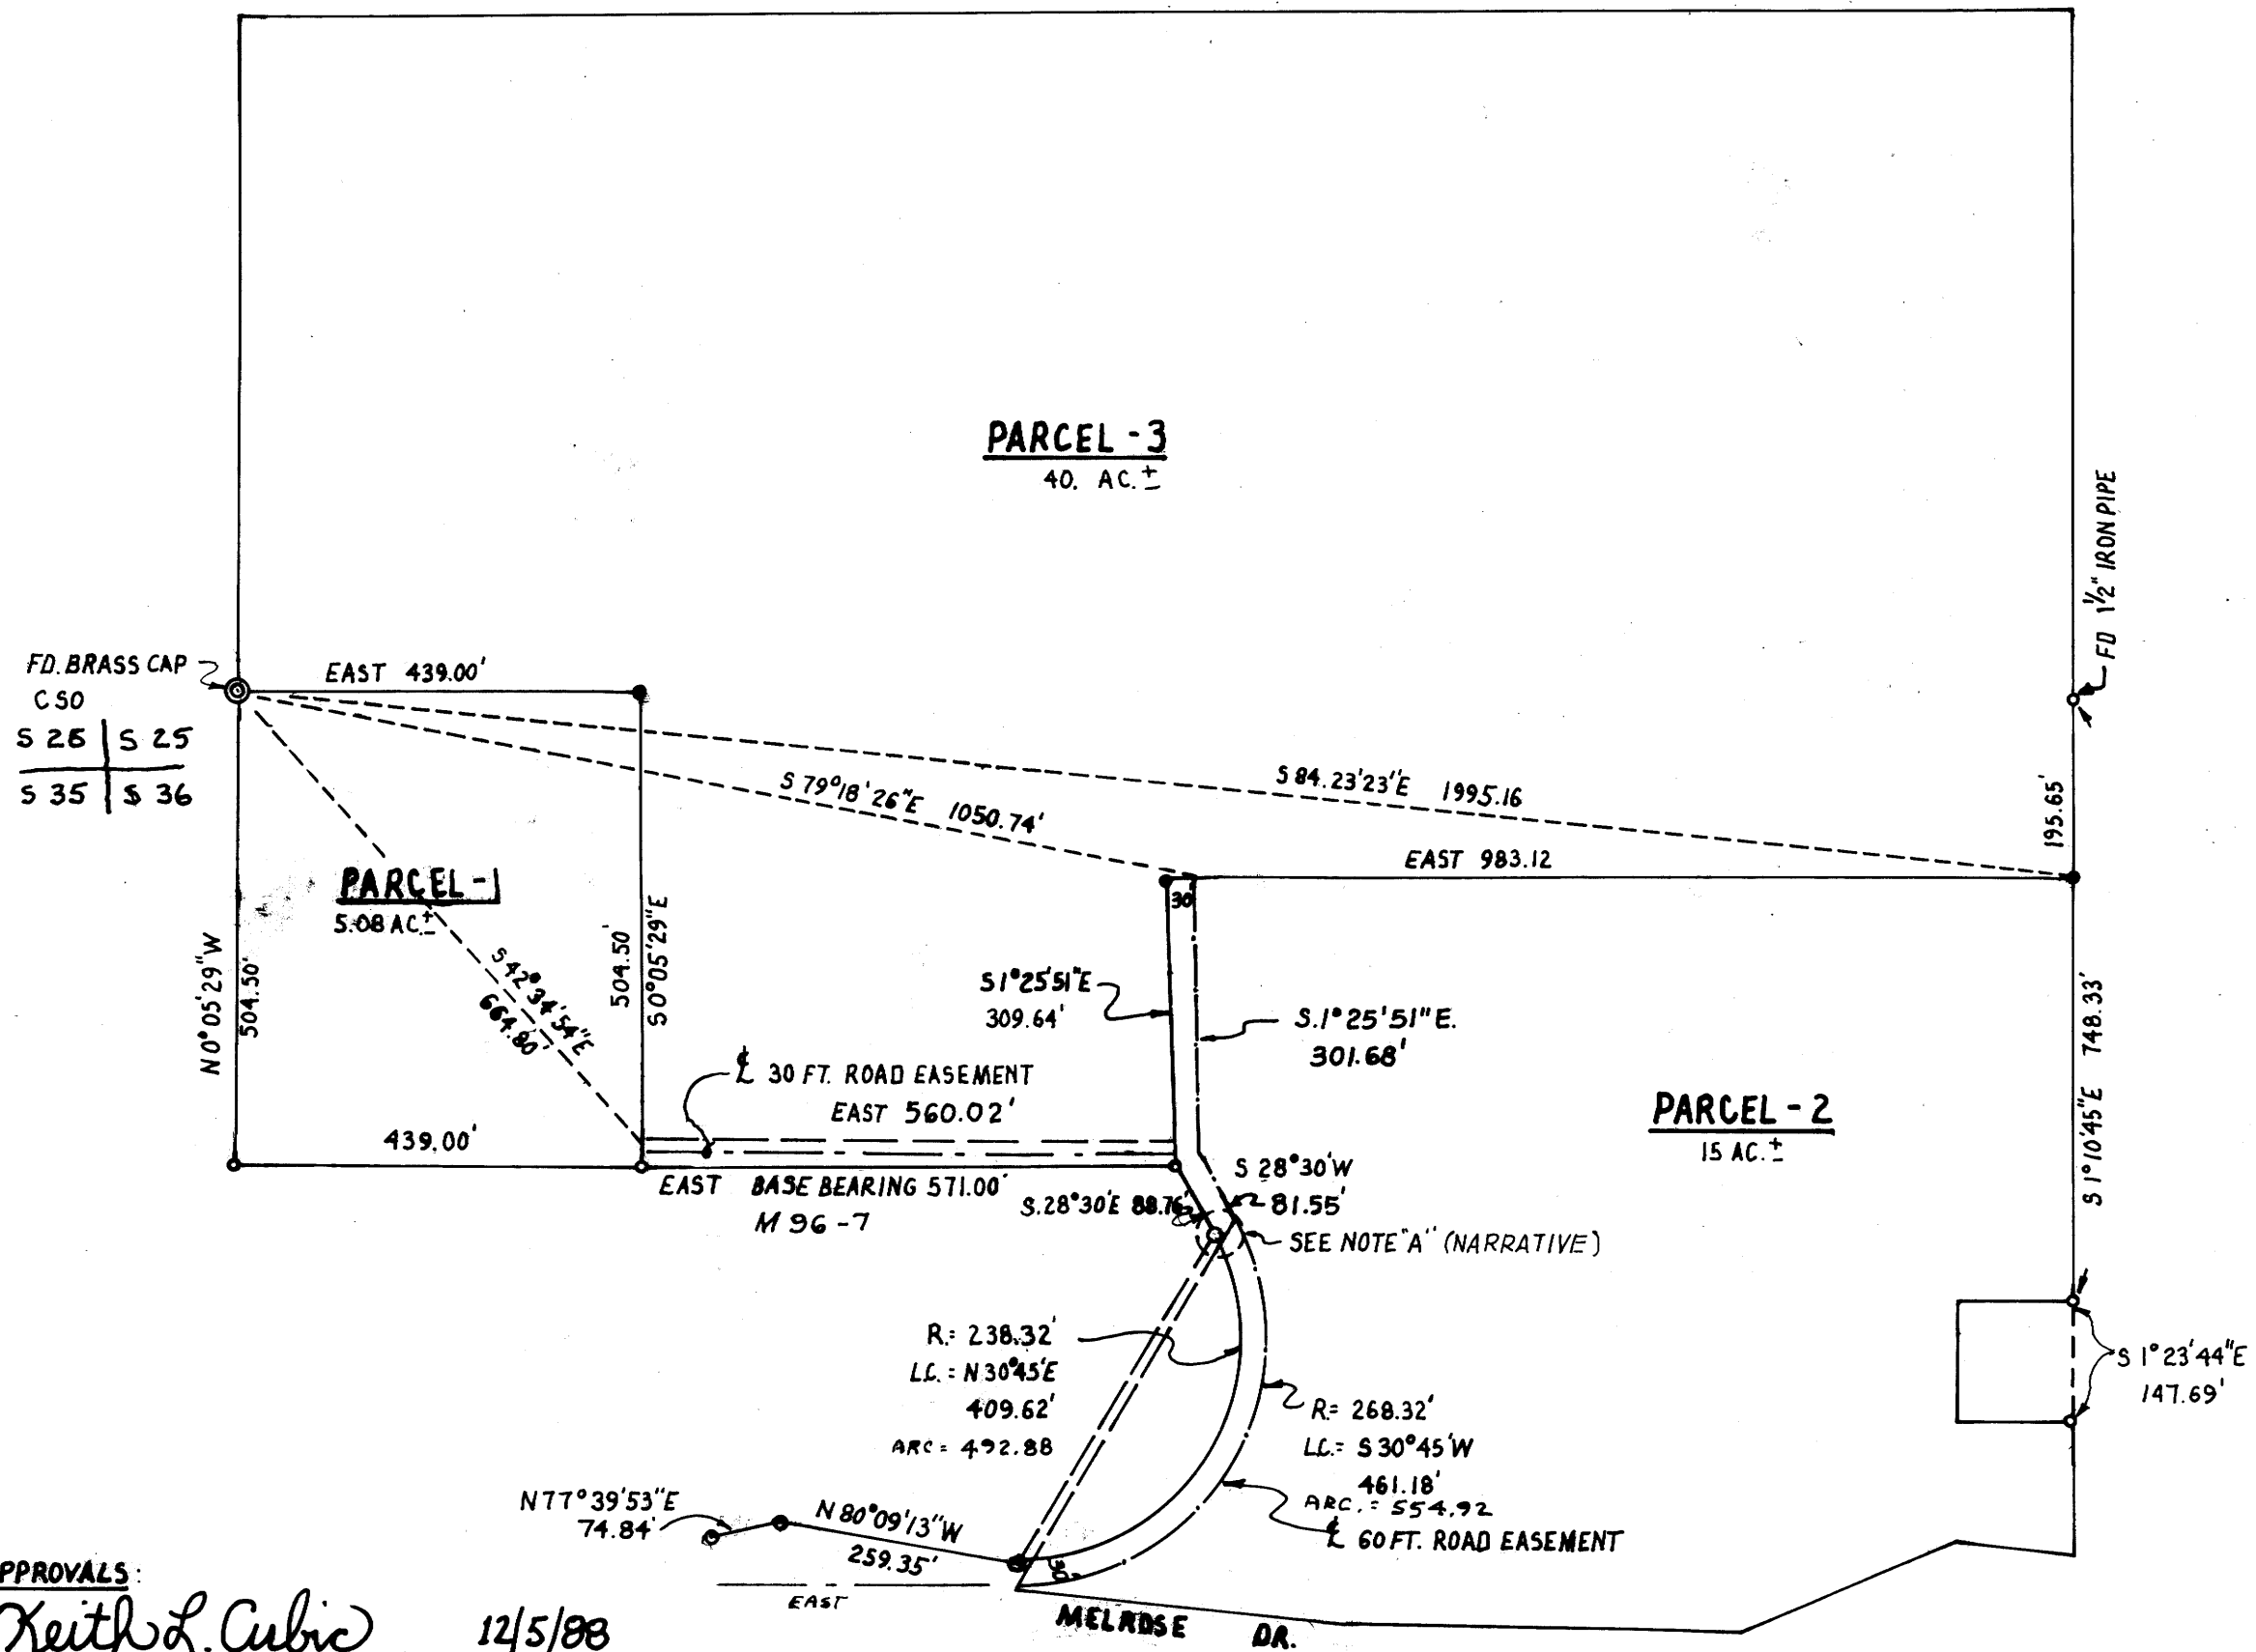 PARCEL - 3
40. AC. ±
FD 1½" IRON PIPE
FD. BRASS CAP
CSO
S 26 S 25
S 35 S 36
EAST 439.00'
S 79°18'26"E 1050.74'
S 84.23'23"E 1995.16
195.65'
EAST 983.12
30'
PARCEL - 1
5.08 AC. ±
N 0°05'29"W
504.50'
S 42°34'54"E
664.80'
504.50'
S 0°05'29"E
S 1°25'51"E
309.64'
S. 1°25'51"E.
301.68'
℄ 30 FT. ROAD EASEMENT
EAST 560.02'
PARCEL - 2
15 AC. ±
S 1°10'45"E 748.33'
439.00'
EAST BASE BEARING 571.00'
M 96-7
S 28°30'W
81.55'
S. 28°30'E 88.76'
SEE NOTE "A" (NARRATIVE)
R. = 238.32'
L.C. = N 30°45'E
409.62'
ARC = 492.88
R = 268.32'
LC. = S 30°45'W
461.18'
ARC. = 554.92
℄ 60 FT. ROAD EASEMENT
S 1°23'44"E
147.69'
N 77°39'53"E
74.84'
N 80°09'13"W
259.35'
EAST
MELROSE DR.
PPROVALS:
Keith L. Cubic 12/5/88